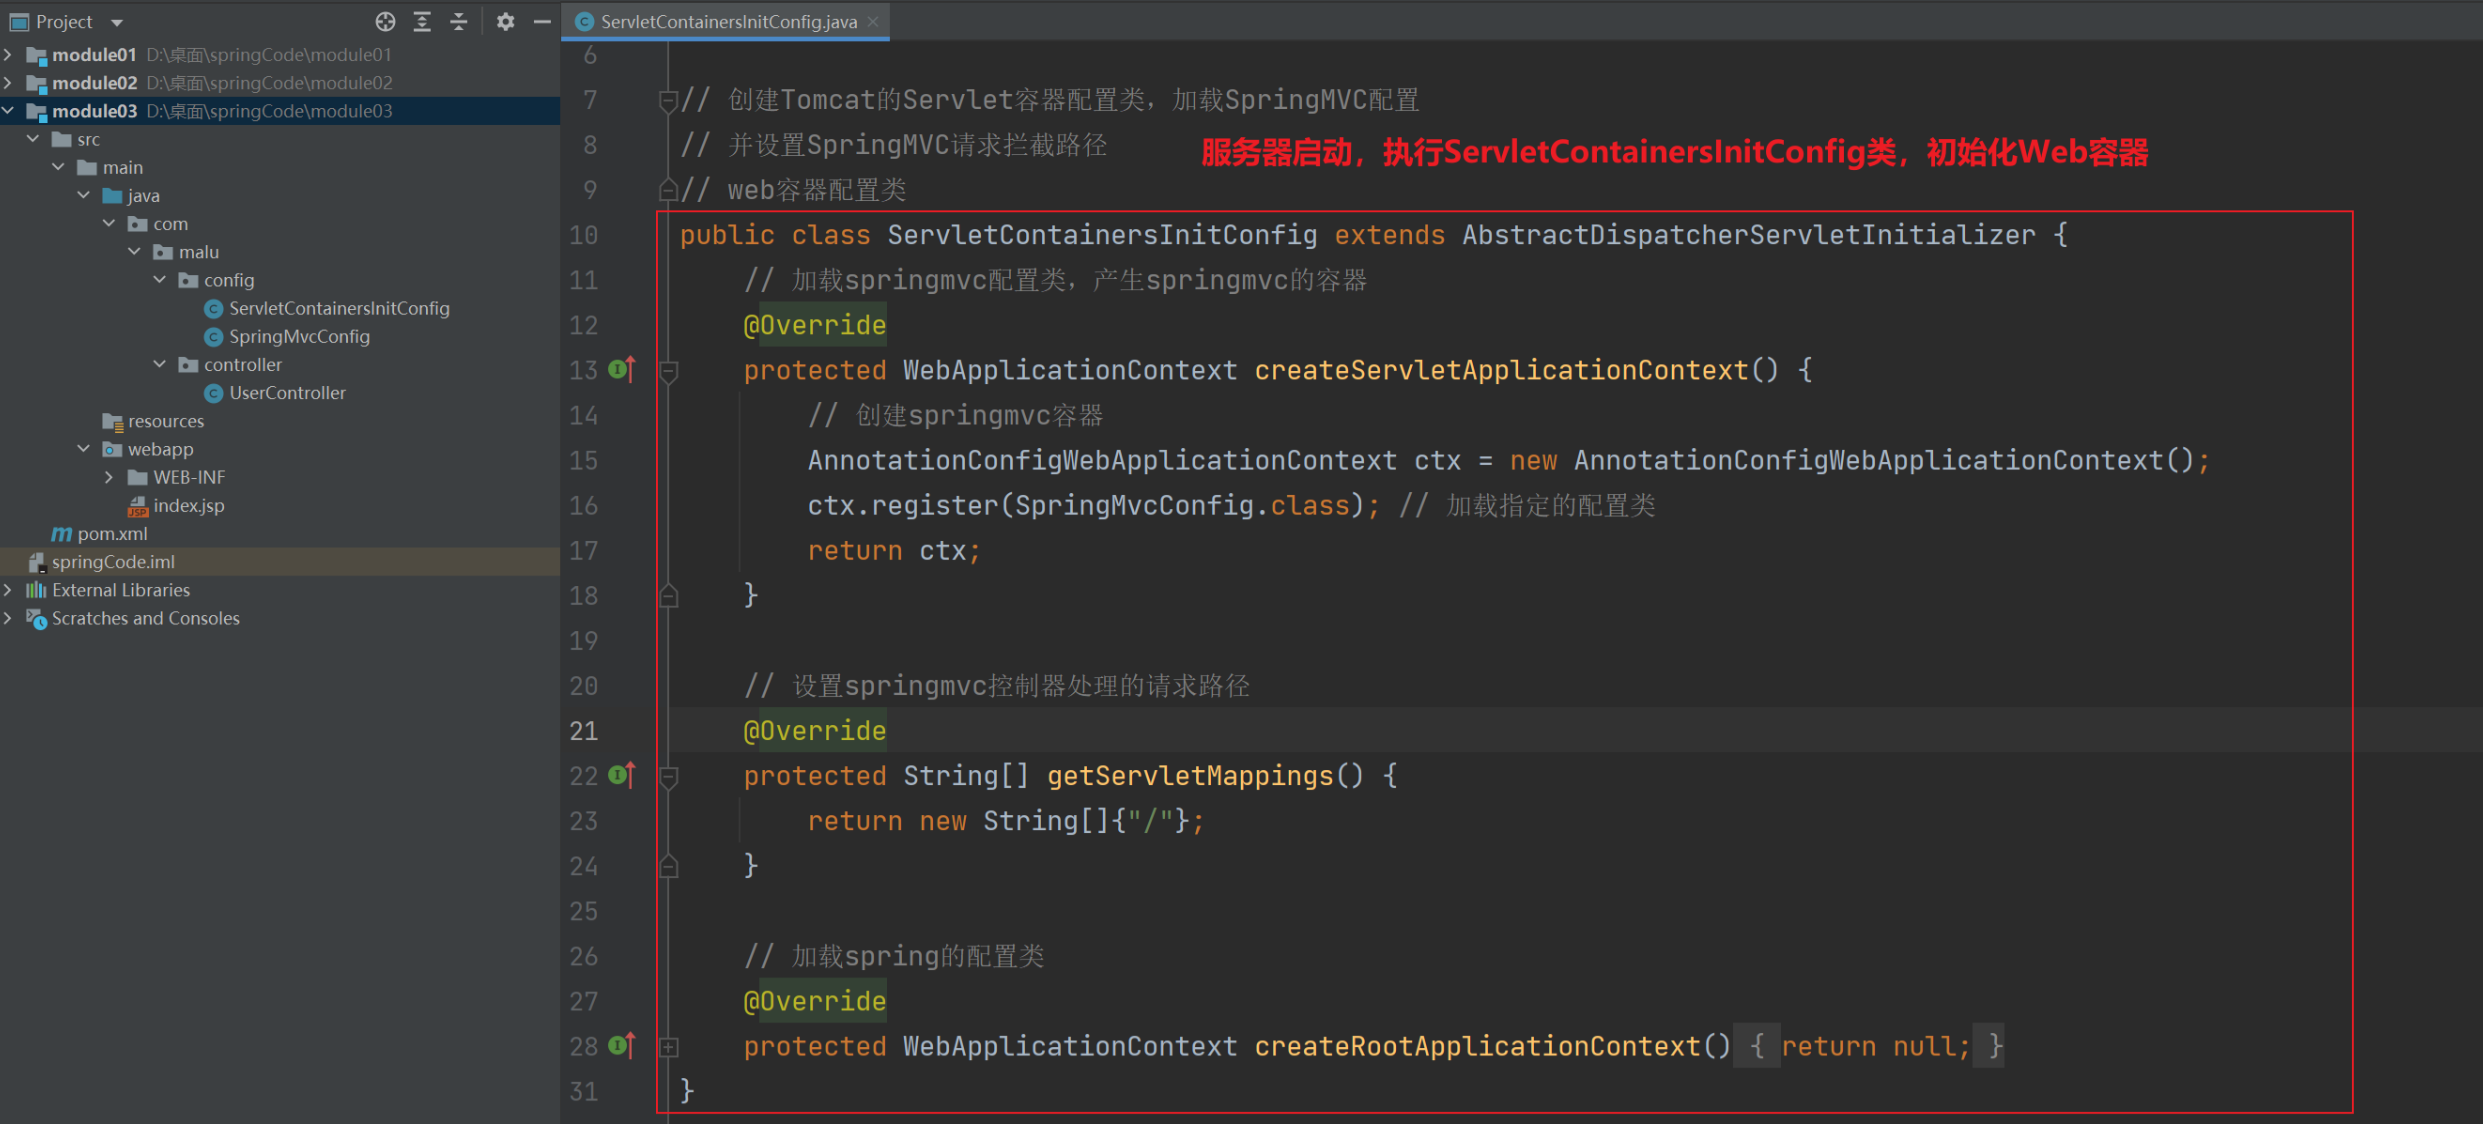 Project
module01 D:\桌面\springCode\module01
module02 D:\桌面\springCode\module02
module03 D:\桌面\springCode\module03
src
main
java
com
malu
config
ServletContainersInitConfig
SpringMvcConfig
controller
UserController
resources
webapp
WEB-INF
index.jsp
pom.xml
springCode.iml
External Libraries
Scratches and Consoles
ServletContainersInitConfig.java
6
7 // 创建Tomcat的Servlet容器配置类，加载SpringMVC配置
8 // 并设置SpringMVC请求拦截路径
服务器启动，执行ServletContainersInitConfig类，初始化Web容器
9 // web容器配置类
10 public class ServletContainersInitConfig extends AbstractDispatcherServletInitializer {
11 // 加载springmvc配置类，产生springmvc的容器
12 @Override
13 protected WebApplicationContext createServletApplicationContext() {
14 // 创建springmvc容器
15 AnnotationConfigWebApplicationContext ctx = new AnnotationConfigWebApplicationContext();
16 ctx.register(SpringMvcConfig.class); // 加载指定的配置类
17 return ctx;
18 }
19
20 // 设置springmvc控制器处理的请求路径
21 @Override
22 protected String[] getServletMappings() {
23 return new String[]{"/"};
24 }
25
26 // 加载spring的配置类
27 @Override
28 protected WebApplicationContext createRootApplicationContext() { return null; }
31 }